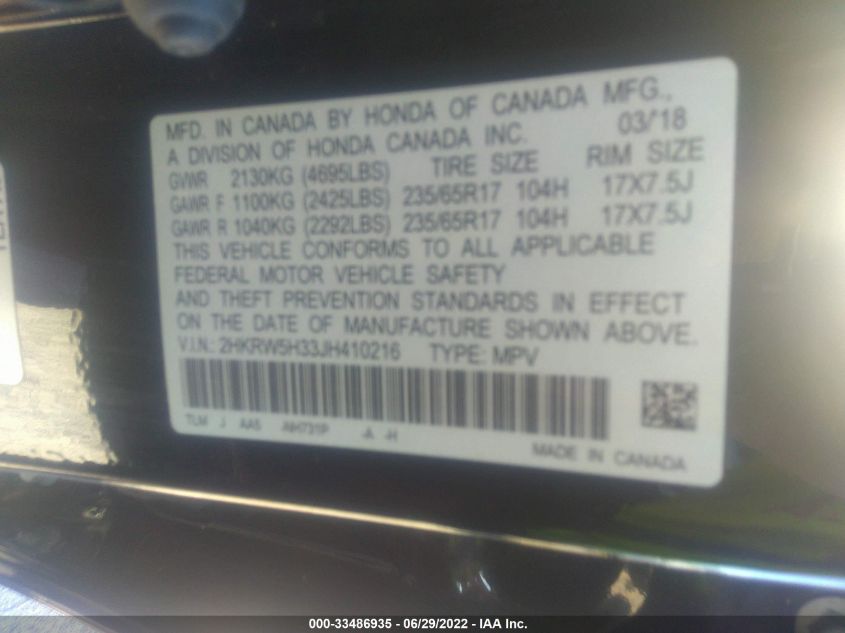 MFD. IN CANADA BY HONDA OF CANADA MFG.,
A DIVISION OF HONDA CANADA INC. 03/18
GVWR 2130KG (4695LBS) TIRE SIZE RIM SIZE
GAWR F 1100KG (2425LBS) 235/65R17 104H 17X7.5J
GAWR R 1040KG (2292LBS) 235/65R17 104H 17X7.5J
THIS VEHICLE CONFORMS TO ALL APPLICABLE
FEDERAL MOTOR VEHICLE SAFETY
AND THEFT PREVENTION STANDARDS IN EFFECT
ON THE DATE OF MANUFACTURE SHOWN ABOVE.
V.I.N.: 2HKRW5H33JH410216 TYPE: MPV
TLM J AA5 -A -H
MADE IN CANADA
000-33486935 - 06/29/2022 - IAA Inc.